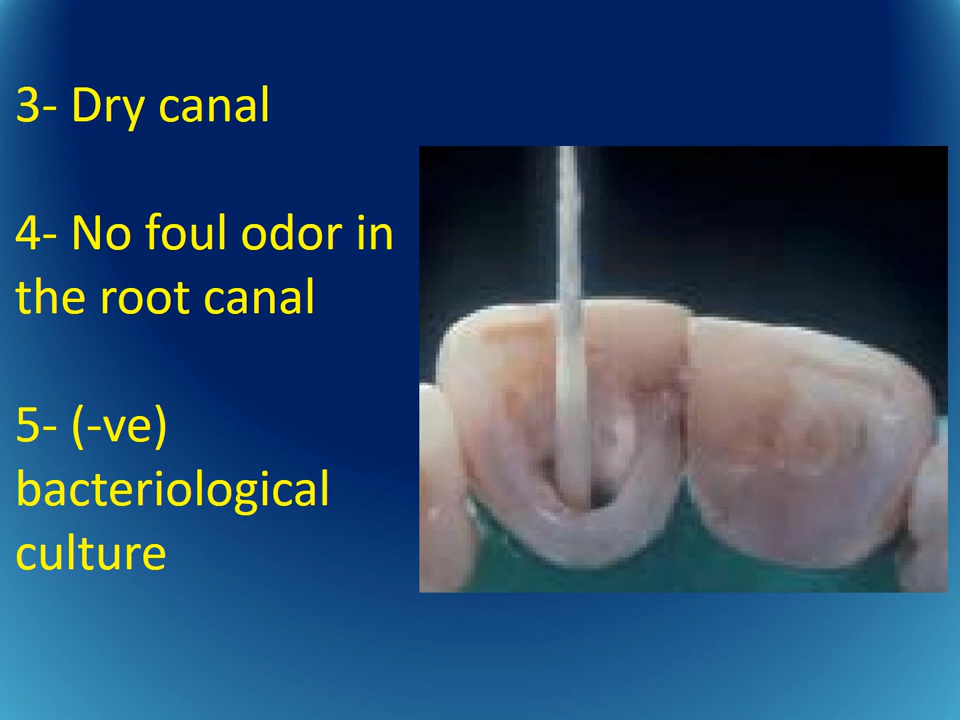 3- Dry canal
4- No foul odor in
the root canal
5- (-ve)
bacteriological
culture